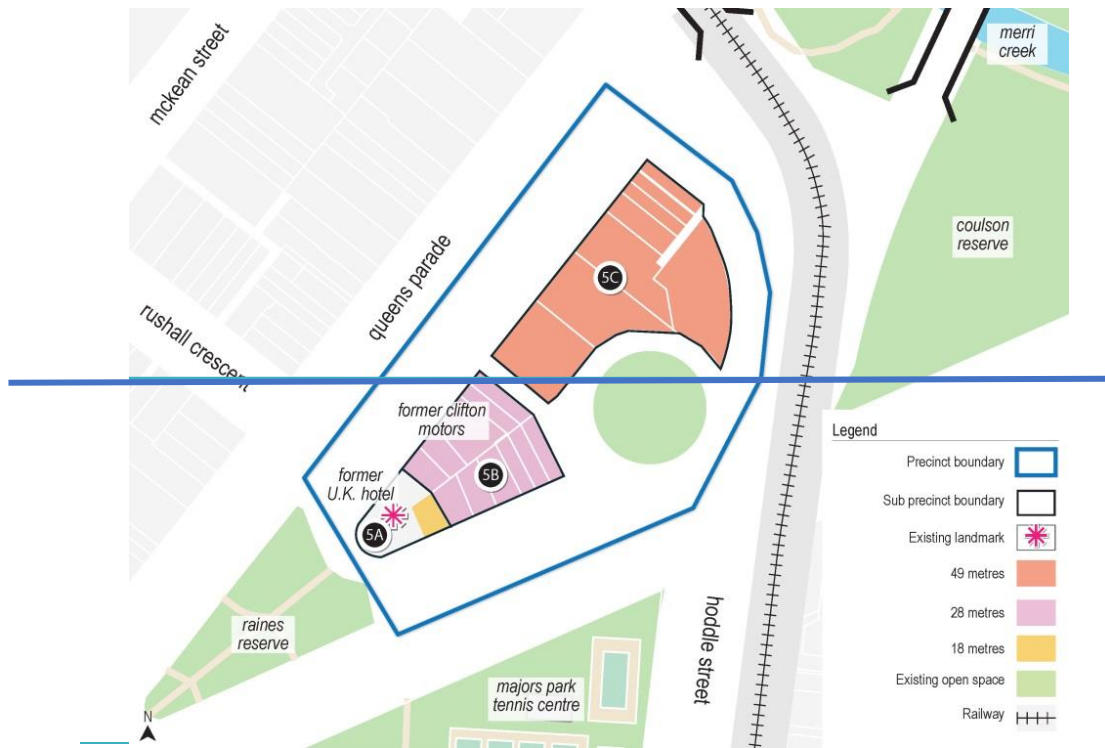 mckean street
merri
creek
coulson
reserve
queens parade
5C
rushall crescent
former clifton
motors
5B
former
U.K. hotel
5A
raines
reserve
hoddle street
majors park
tennis centre
N
Legend
Precinct boundary
Sub precinct boundary
Existing landmark
49 metres
28 metres
18 metres
Existing open space
Railway